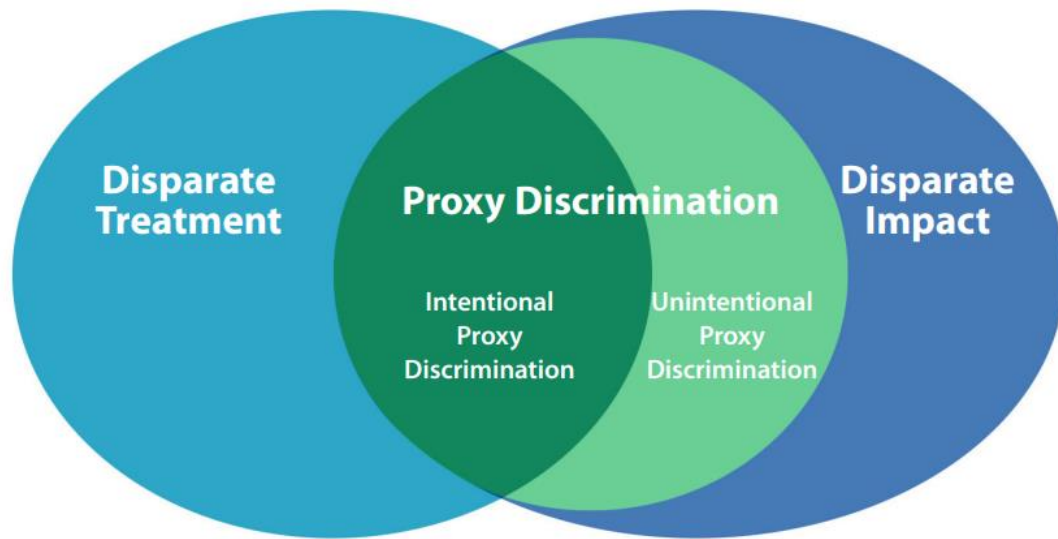 Disparate
Treatment
Proxy Discrimination
Disparate
Impact
Intentional
Proxy
Discrimination
Unintentional
Proxy
Discrimination